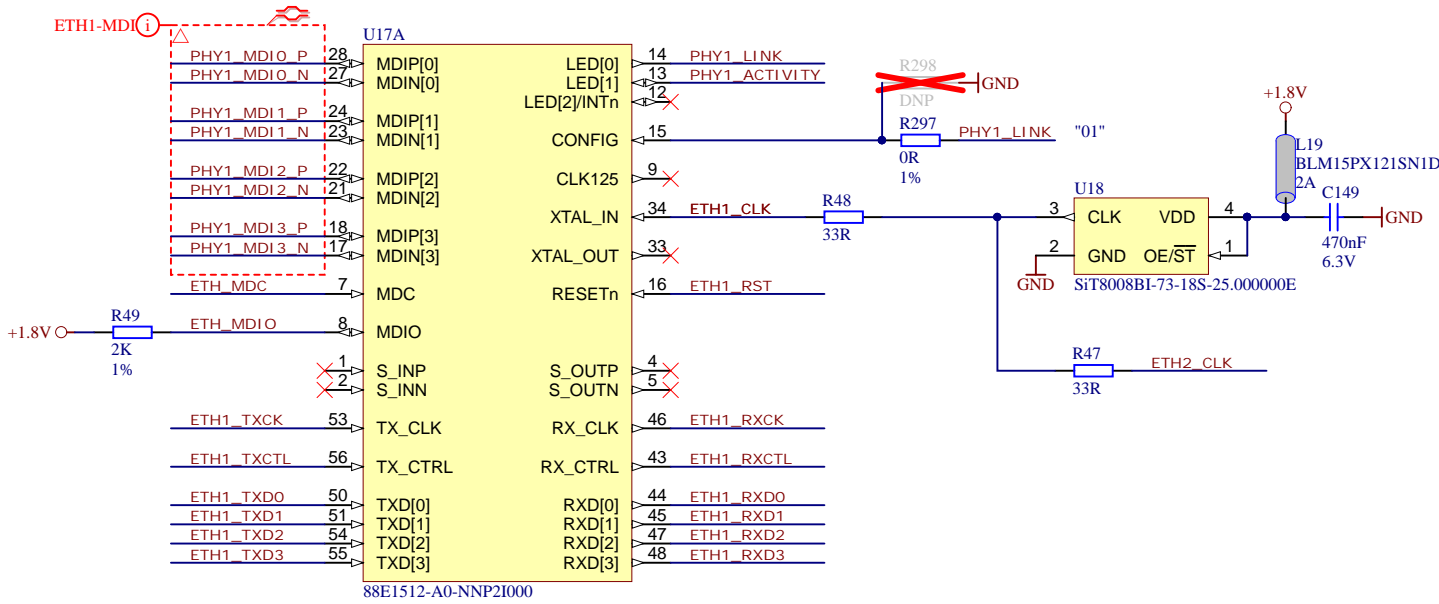 ETH1-MDI i
U17A
PHY1_MDI0_P 28 MDIP[0] LED[0] 14 PHY1_LINK
PHY1_MDI0_N 27 MDIN[0] LED[1] 13 PHY1_ACTIVITY
LED[2]/INTn 12
R298
DNP
GND
PHY1_MDI1_P 24 MDIP[1]
PHY1_MDI1_N 23 MDIN[1] CONFIG 15
R297
0R
1%
PHY1_LINK "01"
PHY1_MDI2_P 22 MDIP[2] CLK125 9
PHY1_MDI2_N 21 MDIN[2]
PHY1_MDI3_P 18 MDIP[3] XTAL_IN 34 ETH1_CLK
R48
33R
PHY1_MDI3_N 17 MDIN[3] XTAL_OUT 33
ETH_MDC 7 MDC RESETn 16 ETH1_RST
+1.8V
R49
2K
1%
ETH_MDIO 8 MDIO
1 S_INP S_OUTP 4
2 S_INN S_OUTN 5
ETH1_TXCK 53 TX_CLK RX_CLK 46 ETH1_RXCK
ETH1_TXCTL 56 TX_CTRL RX_CTRL 43 ETH1_RXCTL
ETH1_TXD0 50 TXD[0] RXD[0] 44 ETH1_RXD0
ETH1_TXD1 51 TXD[1] RXD[1] 45 ETH1_RXD1
ETH1_TXD2 54 TXD[2] RXD[2] 47 ETH1_RXD2
ETH1_TXD3 55 TXD[3] RXD[3] 48 ETH1_RXD3
88E1512-A0-NNP2I000
+1.8V
L19
BLM15PX121SN1D
2A
U18
3 CLK VDD 4
2 GND OE/ST 1
GND
SiT8008BI-73-18S-25.000000E
C149
470nF
6.3V
GND
R47
33R
ETH2_CLK